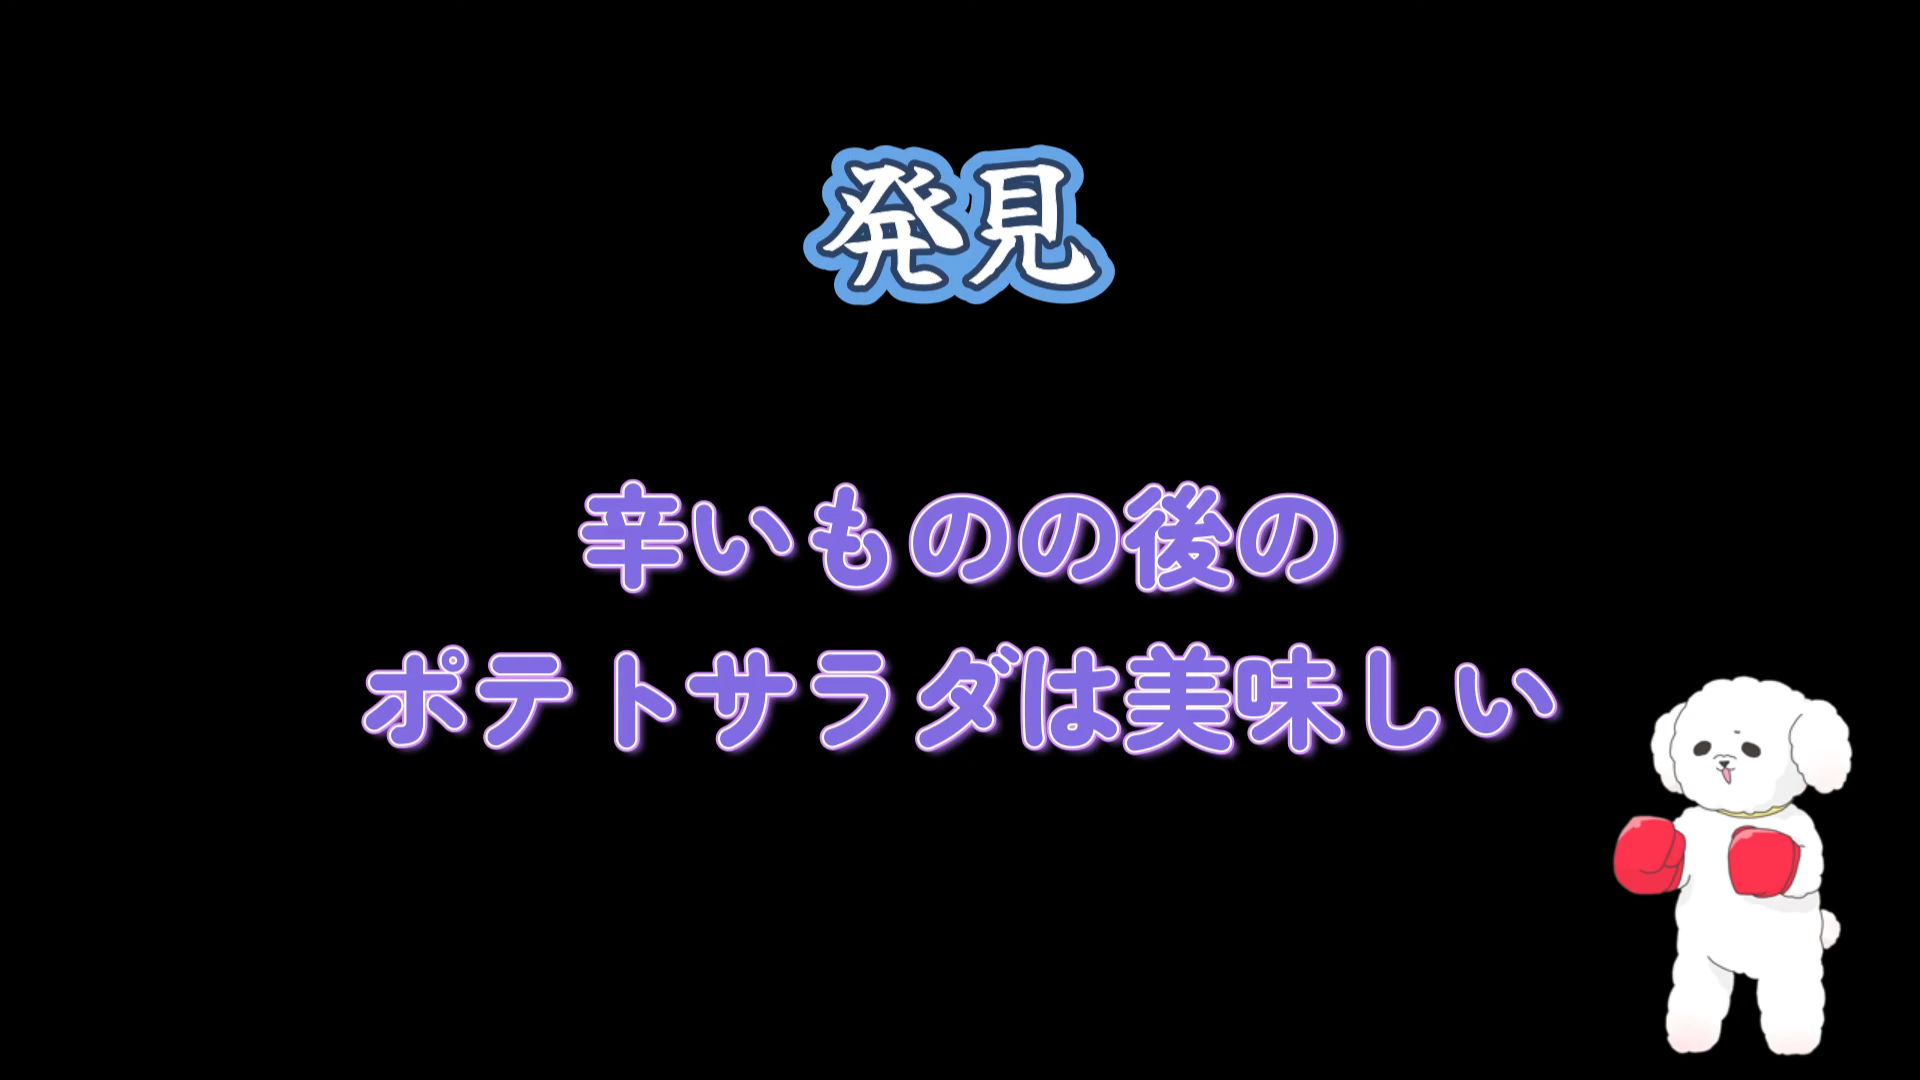 発見
辛いものの後の
ポテトサラダは美味しい